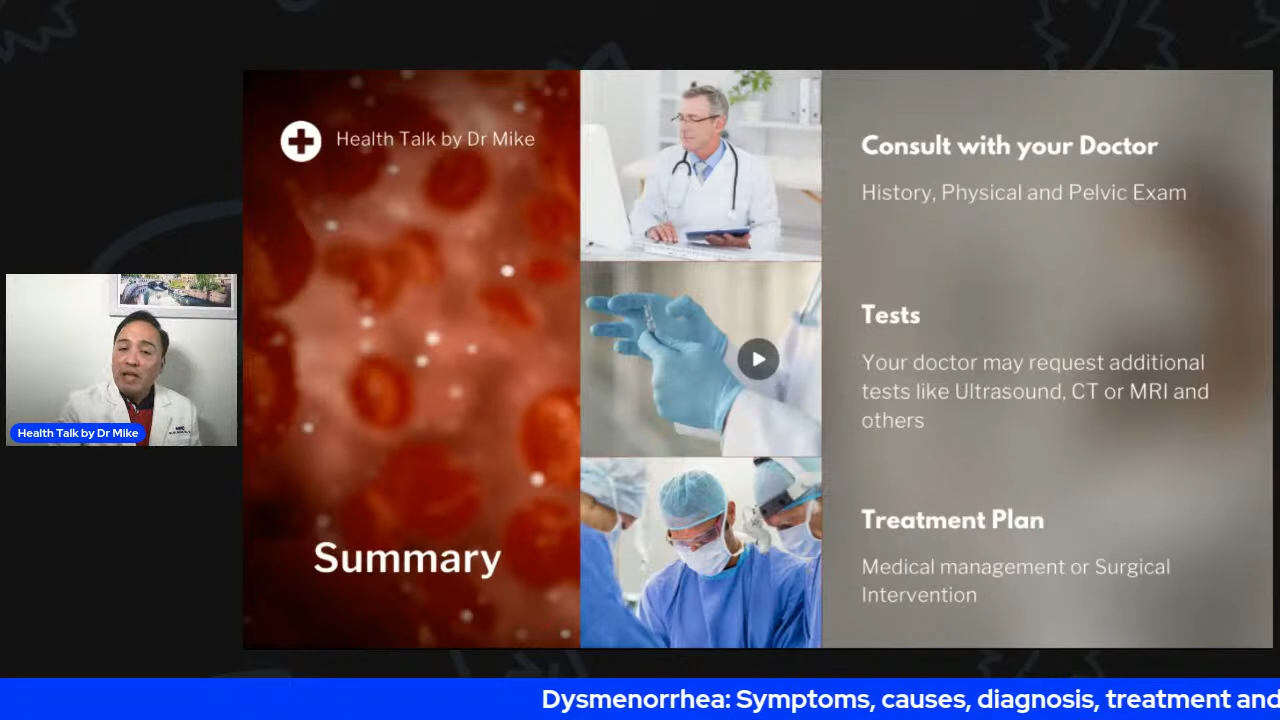 Health Talk by Dr Mike
Summary
Consult with your Doctor
History, Physical and Pelvic Exam
Tests
Your doctor may request additional
tests like Ultrasound, CT or MRI and
others
Treatment Plan
Medical management or Surgical
Intervention
Health Talk by Dr Mike
Dysmenorrhea: Symptoms, causes, diagnosis, treatment and